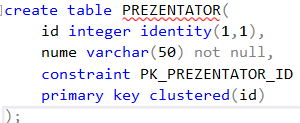 create table PREZENTATOR(
id integer identity(1,1),
nume varchar(50) not null,
constraint PK_PREZENTATOR_ID
primary key clustered(id)
);